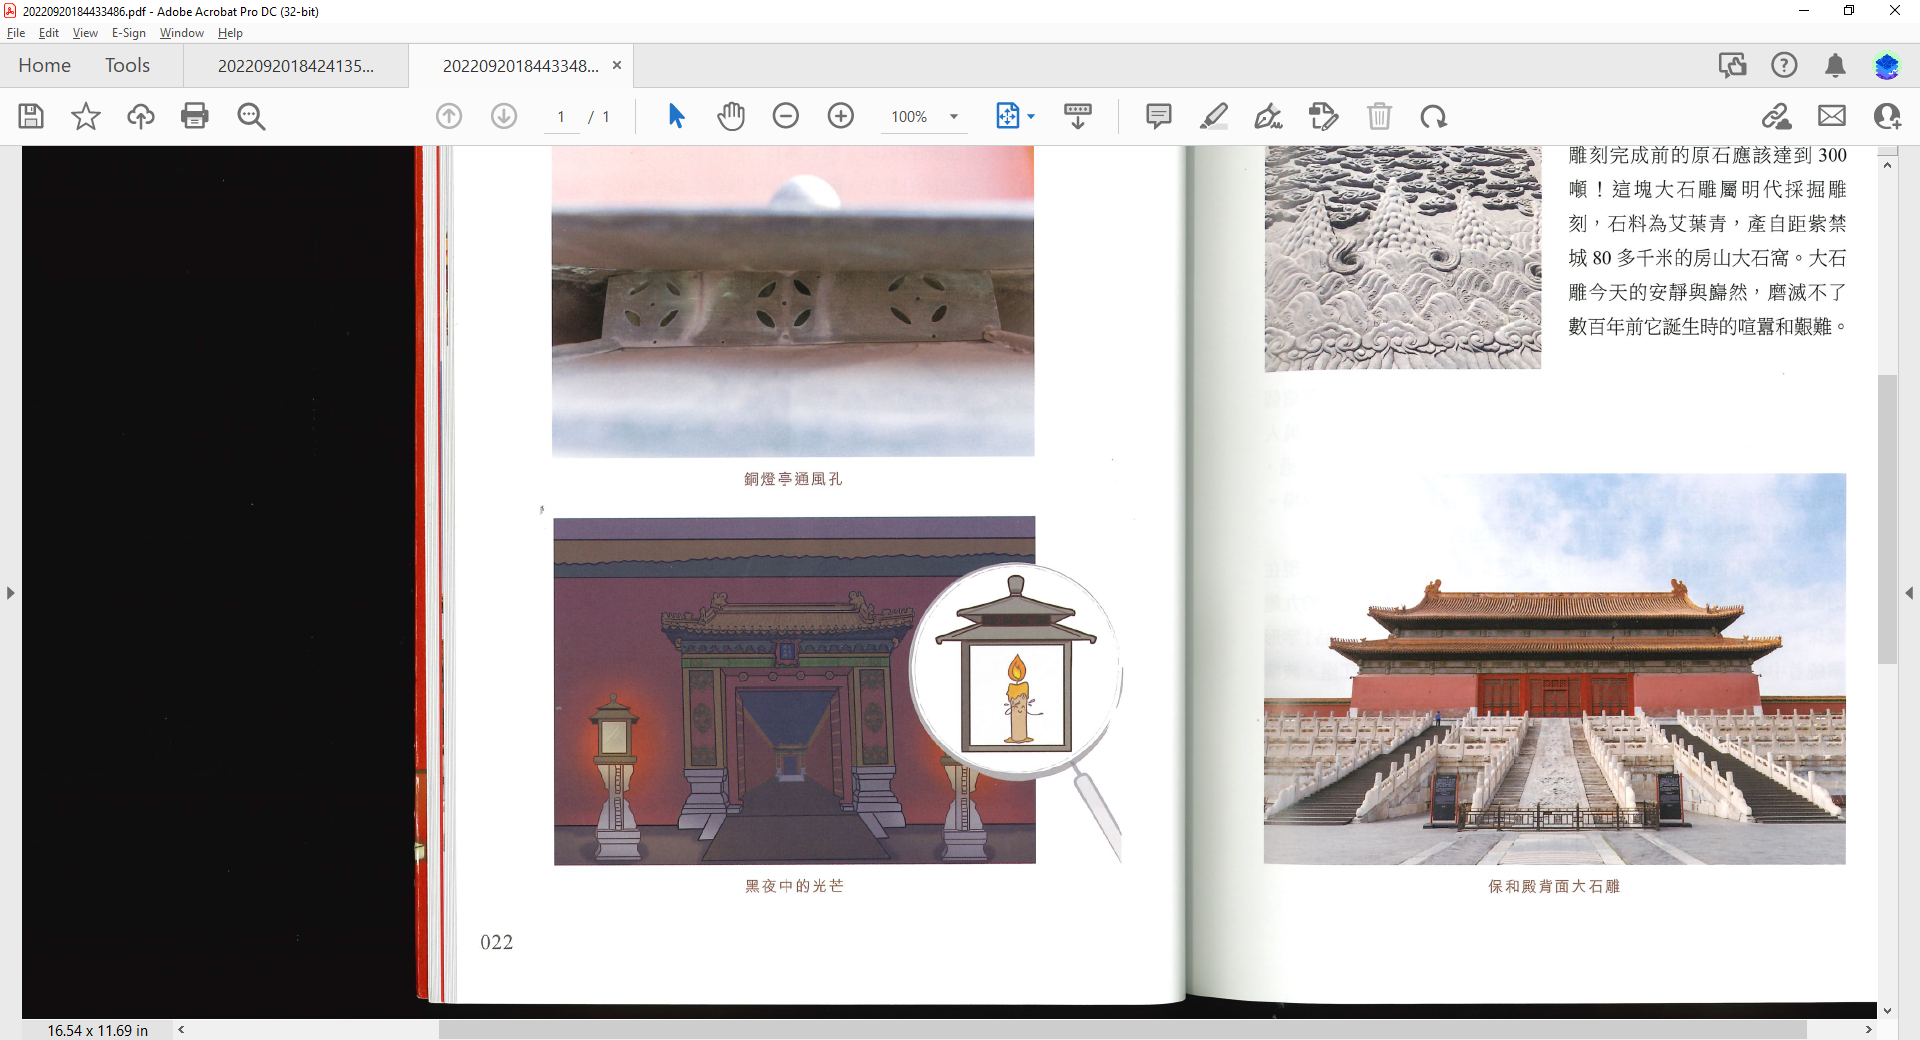 20220920184433486.pdf - Adobe Acrobat Pro DC (32-bit)
File Edit View E-Sign Window Help
Home Tools 2022092018424135... 2022092018443348...
1 / 1 100%
雕刻完成前的原石應該達到 300
噸！這塊大石雕屬明代採掘雕
刻，石料為艾葉青，產自距紫禁
城 80 多千米的房山大石窩。大石
雕今天的安靜與巋然，磨滅不了
數百年前它誕生時的喧囂和艱難。
銅燈亭通風孔
黑夜中的光芒
保和殿背面大石雕
022
16.54 x 11.69 in